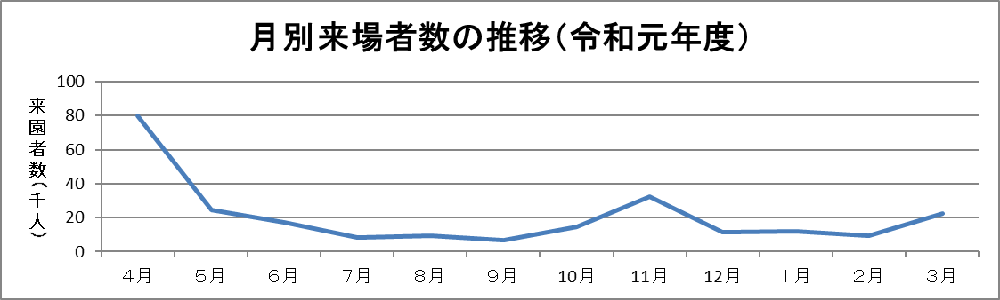 月別来場者数の推移（令和元年度）
来園者数（千人）
100
80
60
40
20
0
４月 ５月 ６月 ７月 ８月 ９月 10月 11月 12月 １月 ２月 ３月